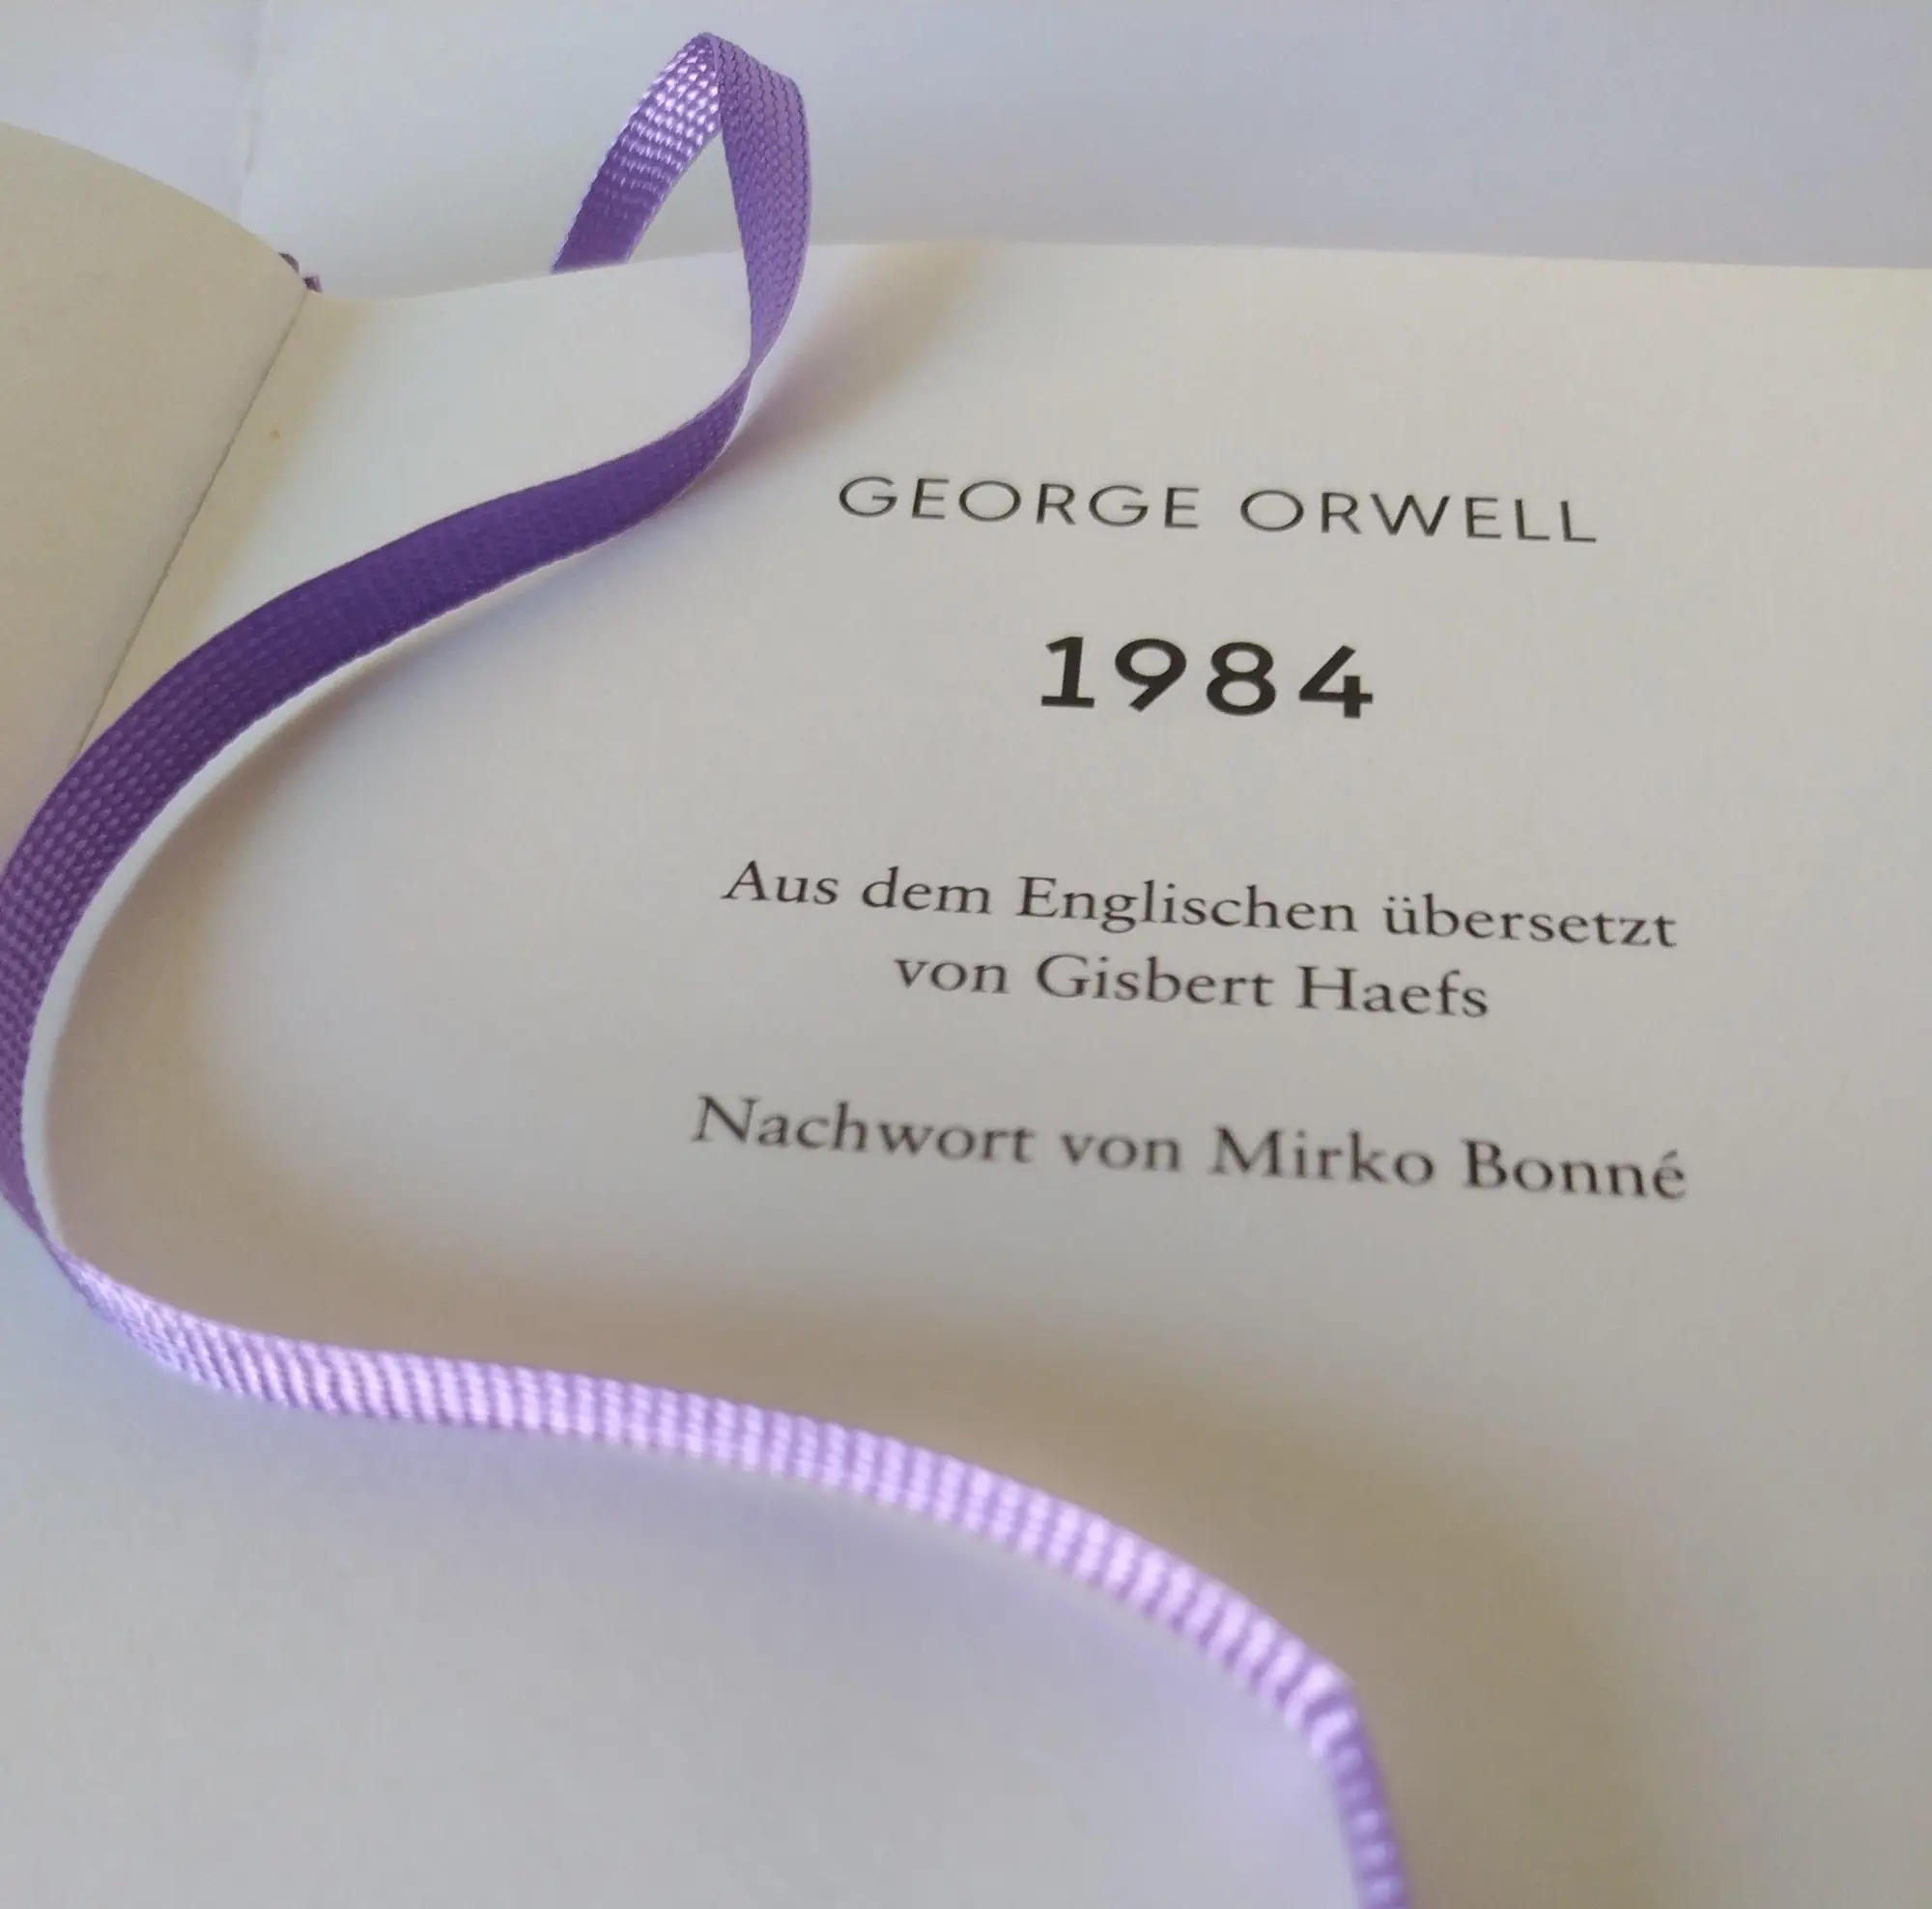 GEORGE ORWELL
1984
Aus dem Englischen übersetzt
von Gisbert Haefs
Nachwort von Mirko Bonné